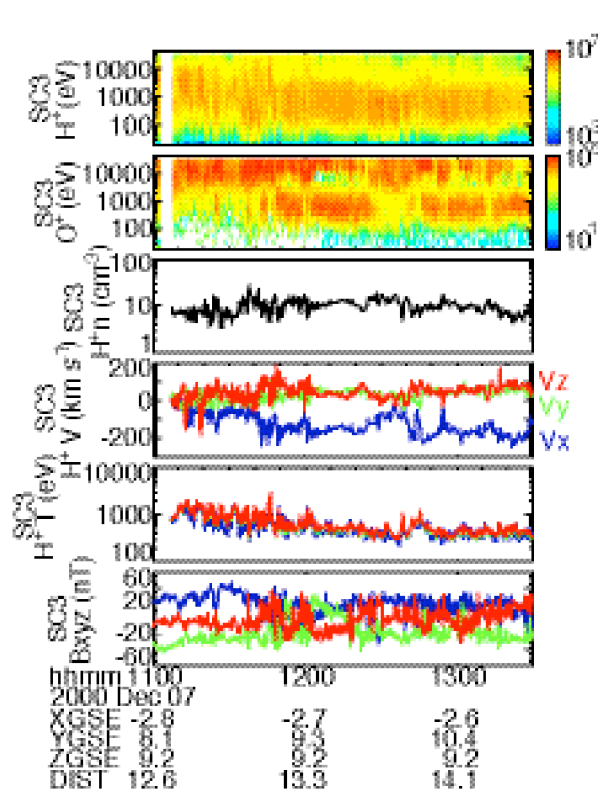 SC3
H+ (eV)
10000
1000
100
10^7
10^3
SC3
O+ (eV)
10000
1000
100
10^1
SC3
H+ n (cm^-3)
100
10
1
SC3
H+ V (km s^-1)
200
0
-200
Vz
Vy
Vx
SC3
H+ T (eV)
10000
1000
100
SC3
Bxyz (nT)
60
20
-20
-60
hhmm 1100 1200 1300
2000 Dec 07
XGSE -2.8 -2.7 -2.6
YGSE 8.1 10.4
ZGSE 9.2 9.2 9.2
DIST 12.6 13.3 14.1